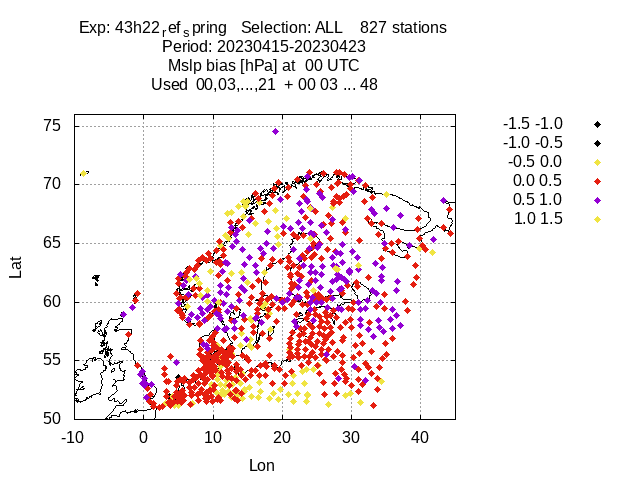 Exp: 43h22ref spring   Selection: ALL    827 stations
Period: 20230415-20230423
Mslp bias [hPa] at  00 UTC
Used  00,03,...,21  + 00 03 ... 48
-1.5 -1.0
-1.0 -0.5
-0.5 0.0
0.0 0.5
0.5 1.0
1.0 1.5
75
70
65
60
55
50
Lat
-10 0 10 20 30 40
Lon